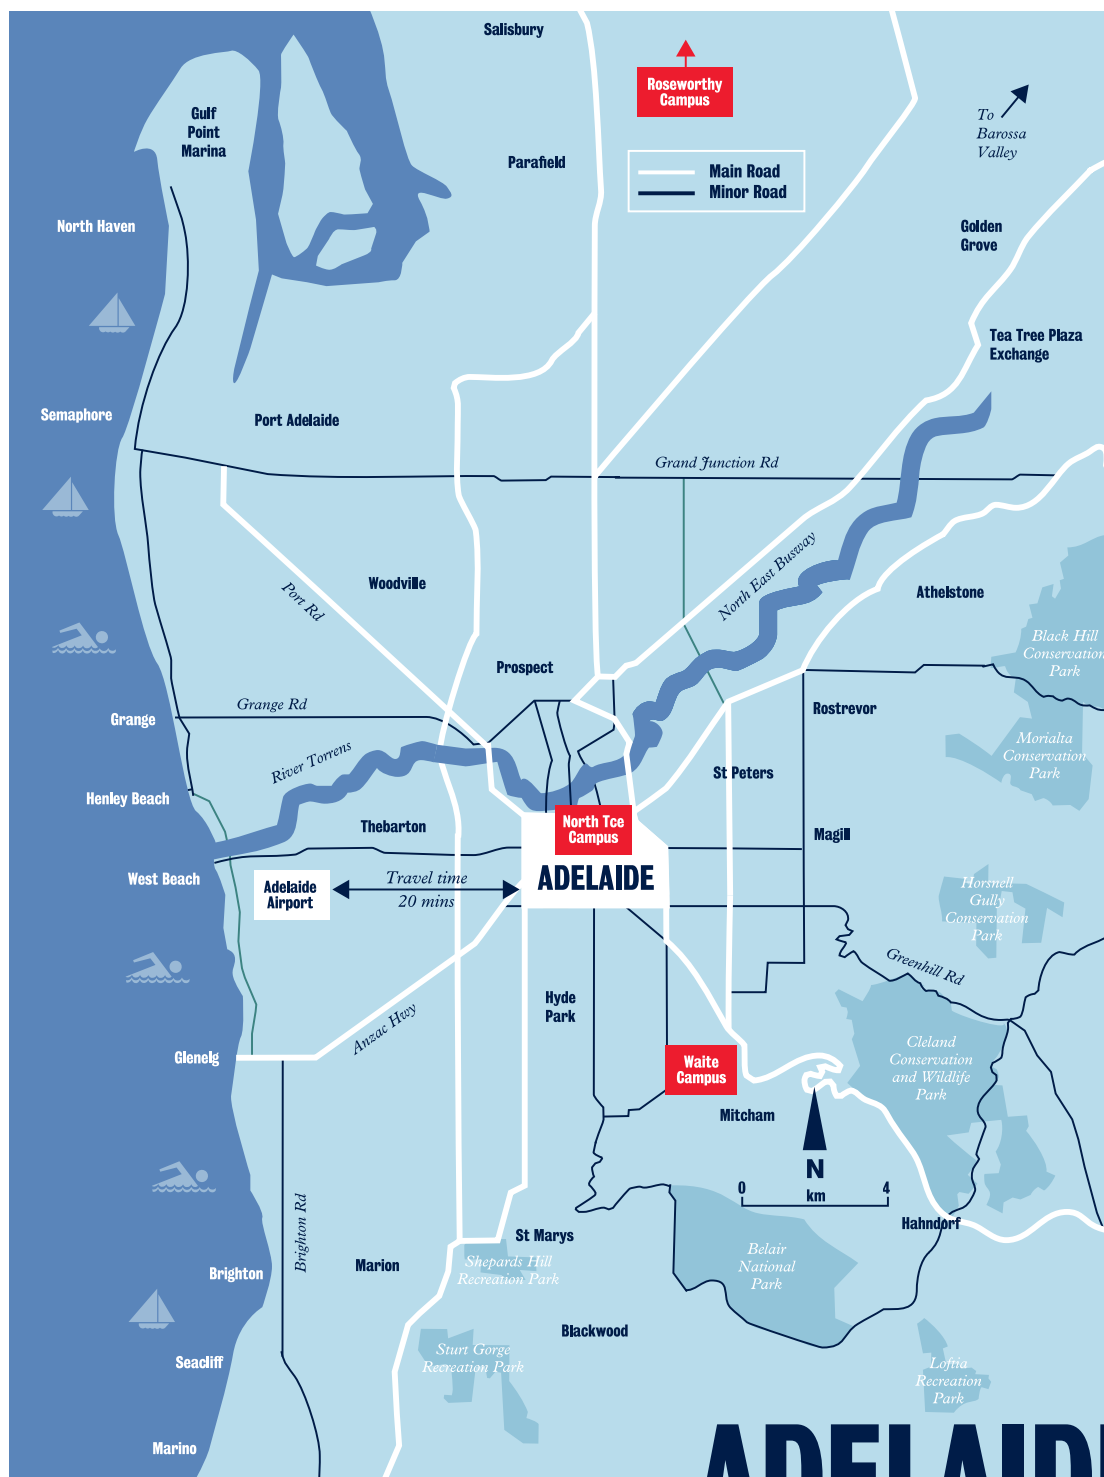 Salisbury
Roseworthy
Campus
Gulf
Point
Marina
To
Barossa
Valley
Parafield
Main Road
Minor Road
North Haven
Golden
Grove
Tea Tree Plaza
Exchange
Semaphore
Port Adelaide
Grand Junction Rd
North East Busway
Woodville
Port Rd
Athelstone
Black Hill
Conservation
Park
Prospect
Grange Rd
Grange
Rostrevor
Morialta
Conservation
Park
River Torrens
St Peters
Henley Beach
Thebarton
North Tce
Campus
Magill
West Beach
Adelaide
Airport
Travel time
20 mins
ADELAIDE
Horsnell
Gully
Conservation
Park
Greenhill Rd
Hyde
Park
Anzac Hwy
Glenelg
Waite
Campus
Cleland
Conservation
and Wildlife
Park
Mitcham
N
0
4
km
Brighton Rd
Hahndorf
St Marys
Marion
Shepards Hill
Recreation Park
Belair
National
Park
Brighton
Blackwood
Sturt Gorge
Recreation Park
Seacliff
Loftia
Recreation
Park
Marino
ADELAID